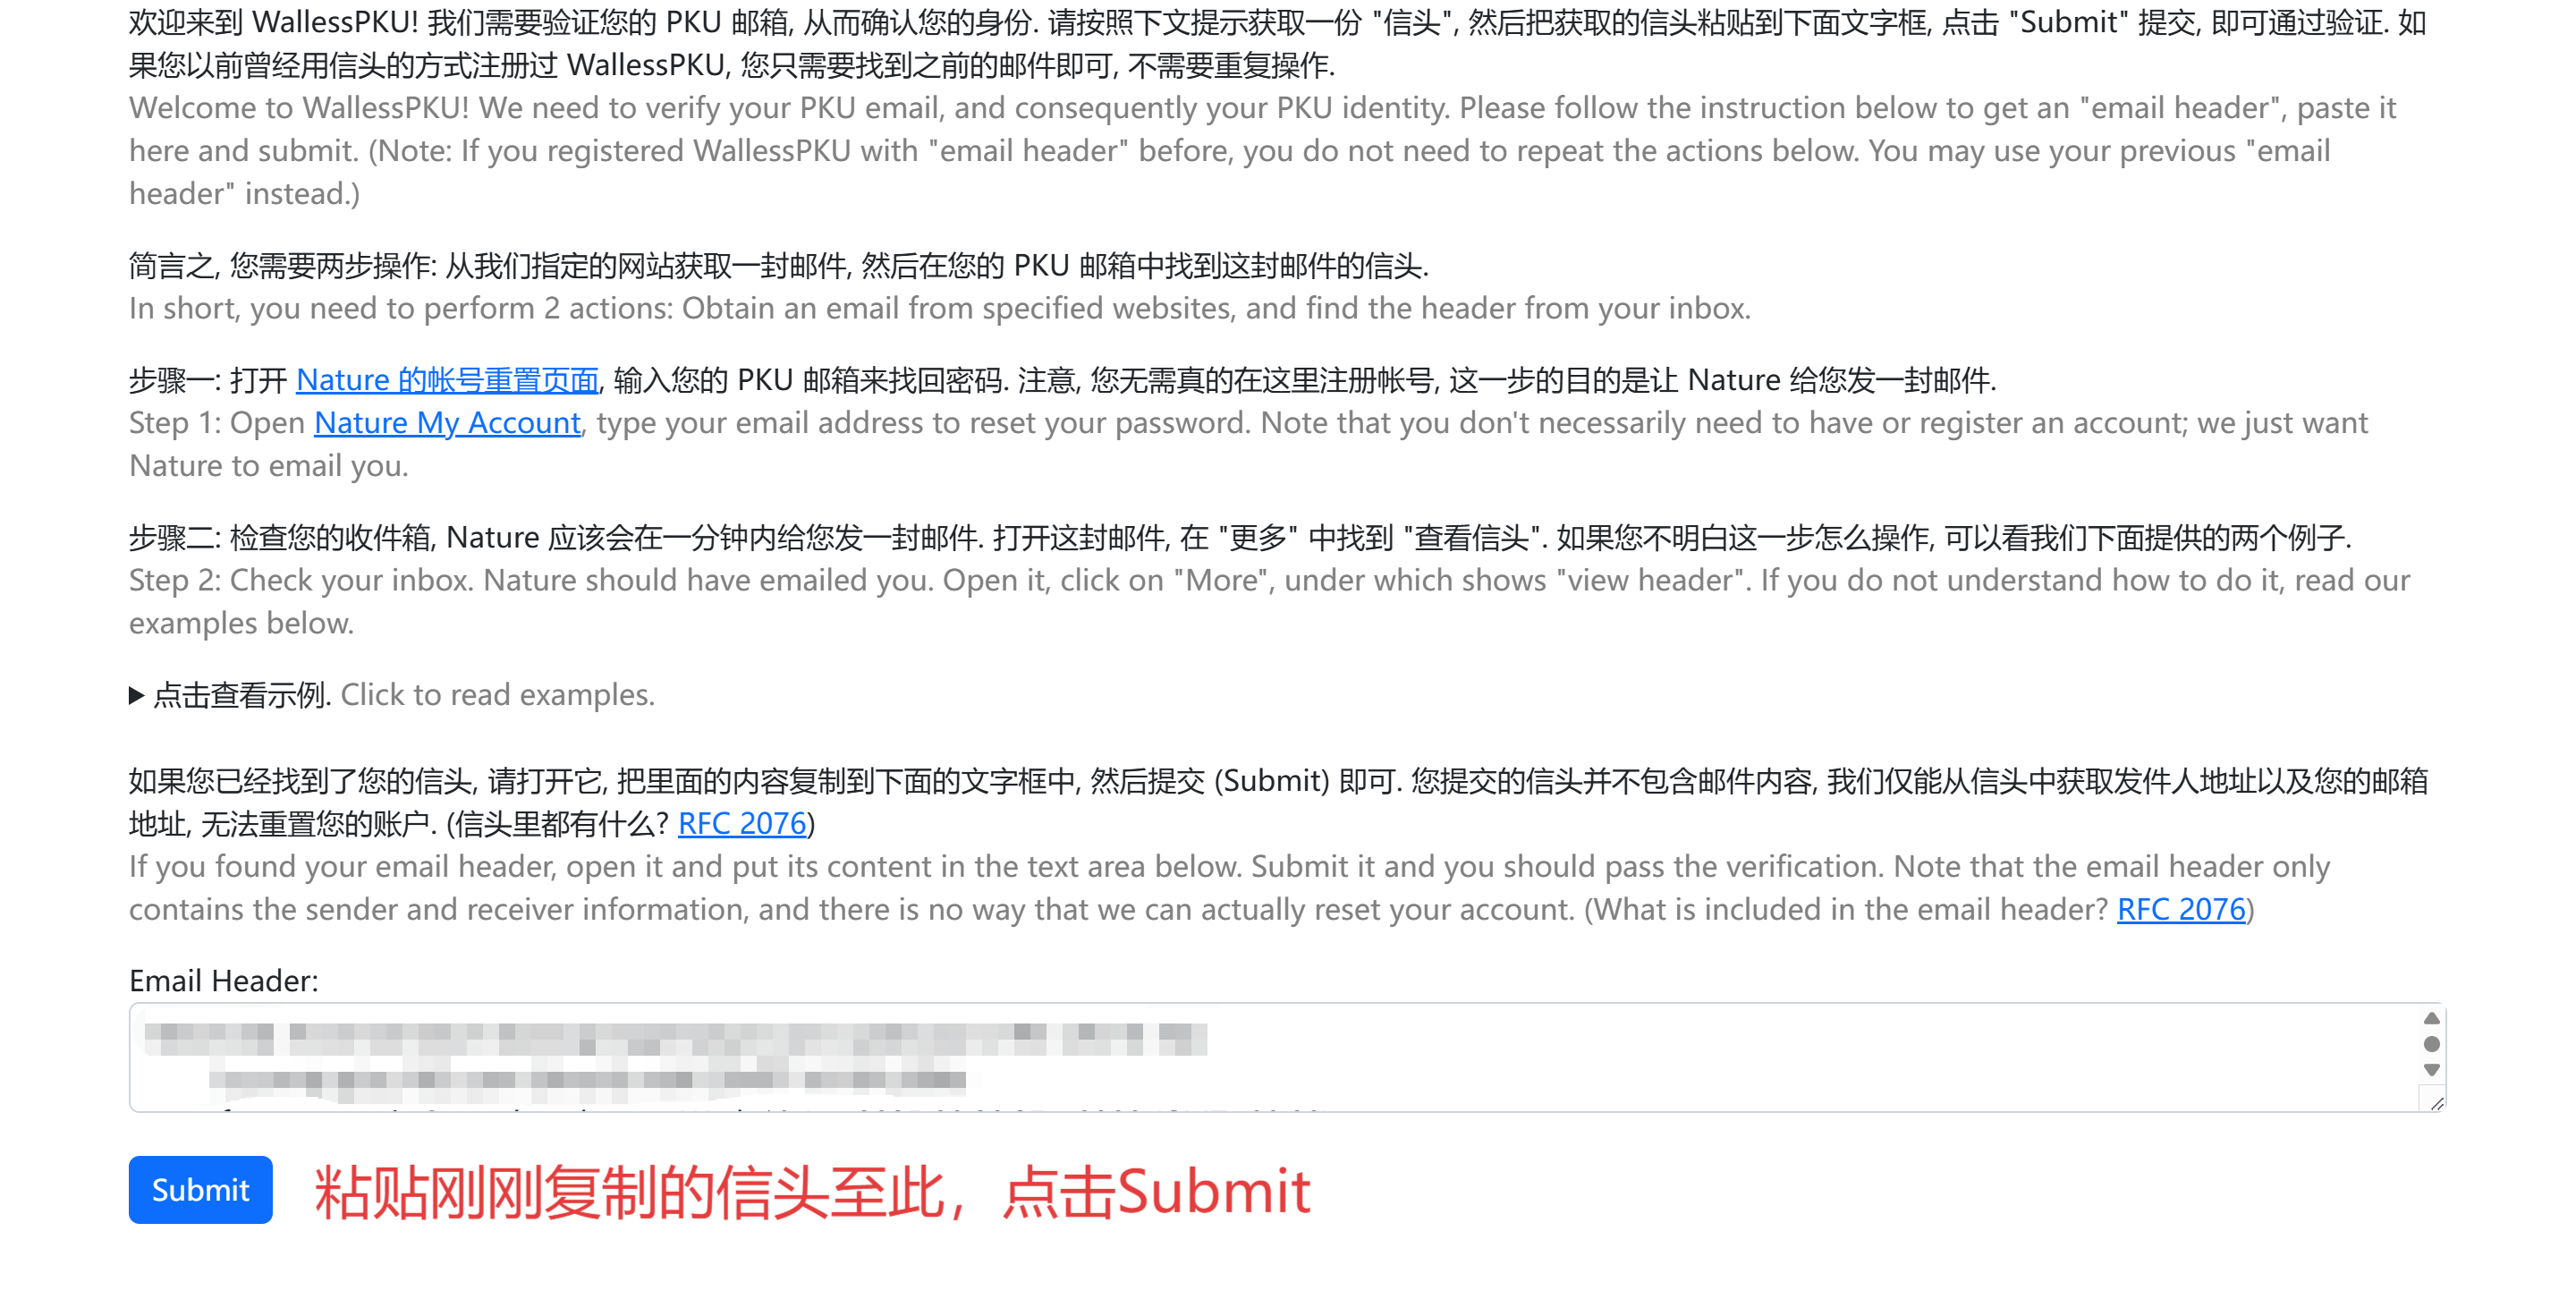 欢迎来到 WallessPKU! 我们需要验证您的 PKU 邮箱, 从而确认您的身份. 请按照下文提示获取一份 "信头", 然后把获取的信头粘贴到下面文字框, 点击 "Submit" 提交, 即可通过验证. 如
果您以前曾经用信头的方式注册过 WallessPKU, 您只需要找到之前的邮件即可, 不需要重复操作.
Welcome to WallessPKU! We need to verify your PKU email, and consequently your PKU identity. Please follow the instruction below to get an "email header", paste it
here and submit. (Note: If you registered WallessPKU with "email header" before, you do not need to repeat the actions below. You may use your previous "email
header" instead.)
简言之, 您需要两步操作: 从我们指定的网站获取一封邮件, 然后在您的 PKU 邮箱中找到这封邮件的信头.
In short, you need to perform 2 actions: Obtain an email from specified websites, and find the header from your inbox.
步骤一: 打开 Nature 的帐号重置页面, 输入您的 PKU 邮箱来找回密码. 注意, 您无需真的在这里注册帐号, 这一步的目的是让 Nature 给您发一封邮件.
Step 1: Open Nature My Account, type your email address to reset your password. Note that you don't necessarily need to have or register an account; we just want
Nature to email you.
步骤二: 检查您的收件箱, Nature 应该会在一分钟内给您发一封邮件. 打开这封邮件, 在 "更多" 中找到 "查看信头". 如果您不明白这一步怎么操作, 可以看我们下面提供的两个例子.
Step 2: Check your inbox. Nature should have emailed you. Open it, click on "More", under which shows "view header". If you do not understand how to do it, read our
examples below.
点击查看示例. Click to read examples.
如果您已经找到了您的信头, 请打开它, 把里面的内容复制到下面的文字框中, 然后提交 (Submit) 即可. 您提交的信头并不包含邮件内容, 我们仅能从信头中获取发件人地址以及您的邮箱
地址, 无法重置您的账户. (信头里都有什么? RFC 2076)
If you found your email header, open it and put its content in the text area below. Submit it and you should pass the verification. Note that the email header only
contains the sender and receiver information, and there is no way that we can actually reset your account. (What is included in the email header? RFC 2076)
Email Header:
Submit 粘贴刚刚复制的信头至此，点击Submit